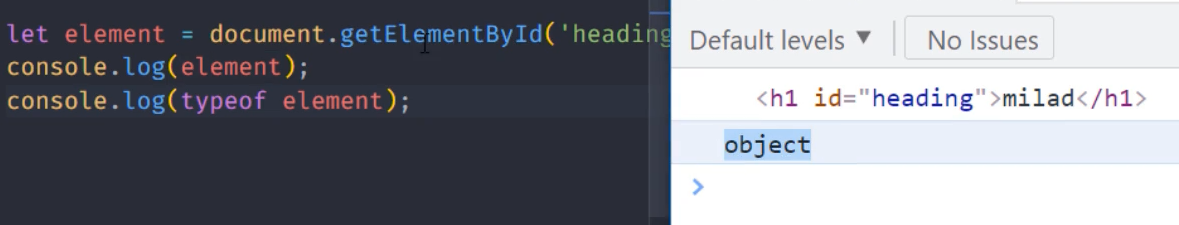 let element = document.getElementById('heading
console.log(element);
console.log(typeof element);
Default levels ▼
No Issues
<h1 id="heading">milad</h1>
object
>